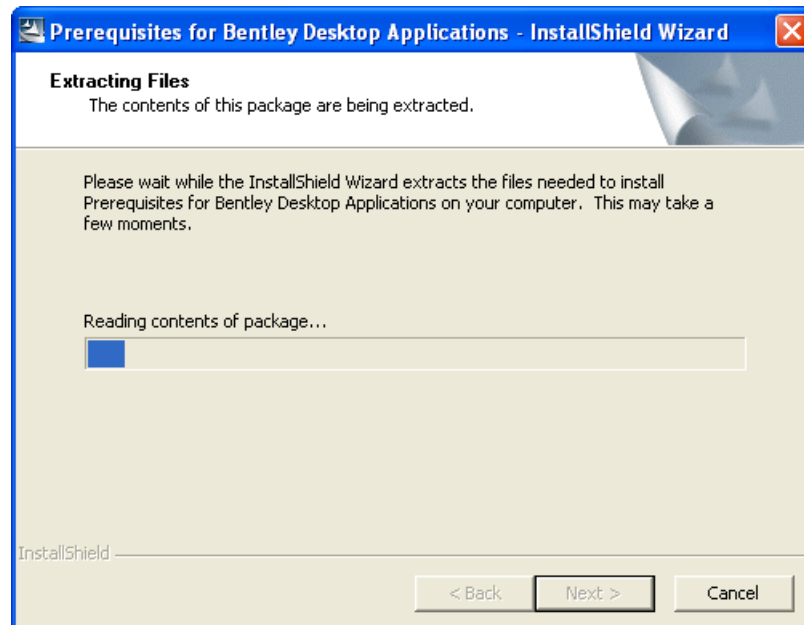 Prerequisites for Bentley Desktop Applications - InstallShield Wizard
Extracting Files
The contents of this package are being extracted.
Please wait while the InstallShield Wizard extracts the files needed to install
Prerequisites for Bentley Desktop Applications on your computer.  This may take a
few moments.
Reading contents of package...
InstallShield
< Back
Next >
Cancel